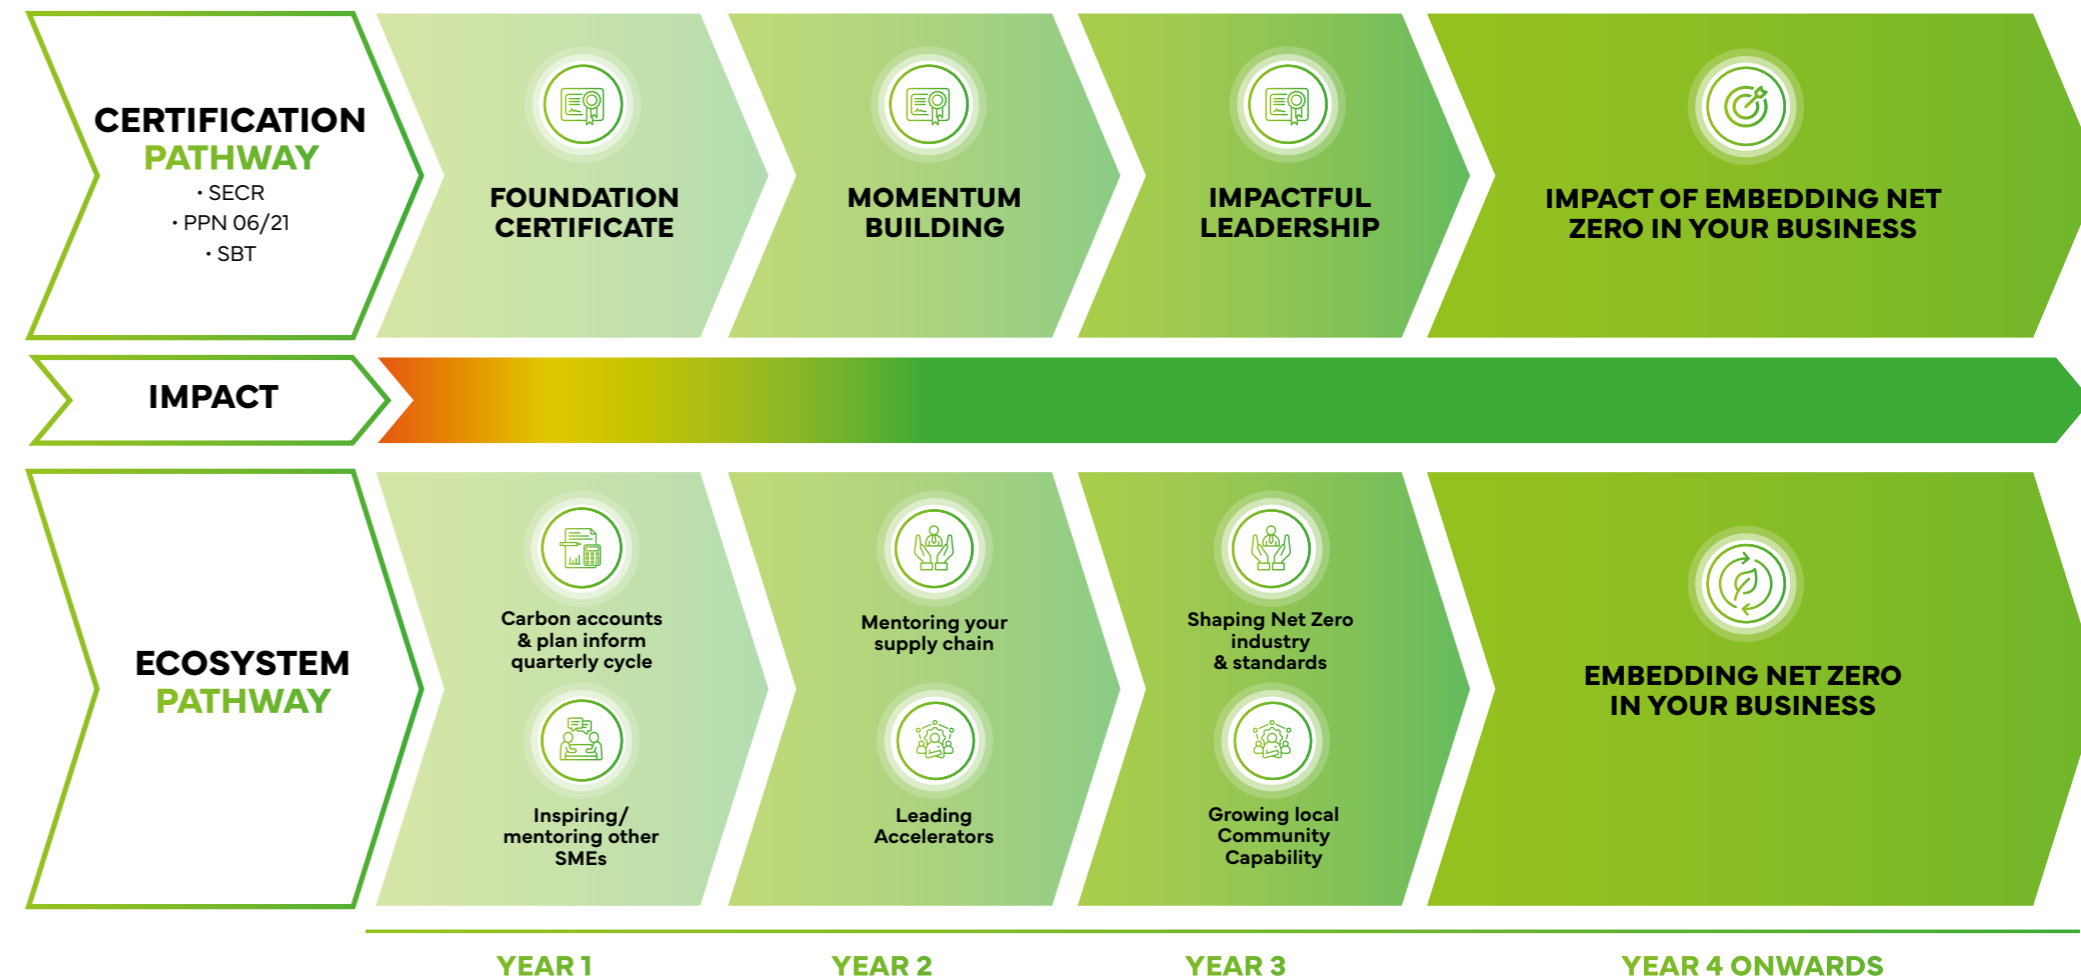 CERTIFICATION
PATHWAY
• SECR
• PPN 06/21
• SBT
FOUNDATION
CERTIFICATE
MOMENTUM
BUILDING
IMPACTFUL
LEADERSHIP
IMPACT OF EMBEDDING NET
ZERO IN YOUR BUSINESS
IMPACT
ECOSYSTEM
PATHWAY
Carbon accounts
& plan inform
quarterly cycle
Inspiring/
mentoring other
SMEs
Mentoring your
supply chain
Leading
Accelerators
Shaping Net Zero
industry
& standards
Growing local
Community
Capability
EMBEDDING NET ZERO
IN YOUR BUSINESS
YEAR 1
YEAR 2
YEAR 3
YEAR 4 ONWARDS